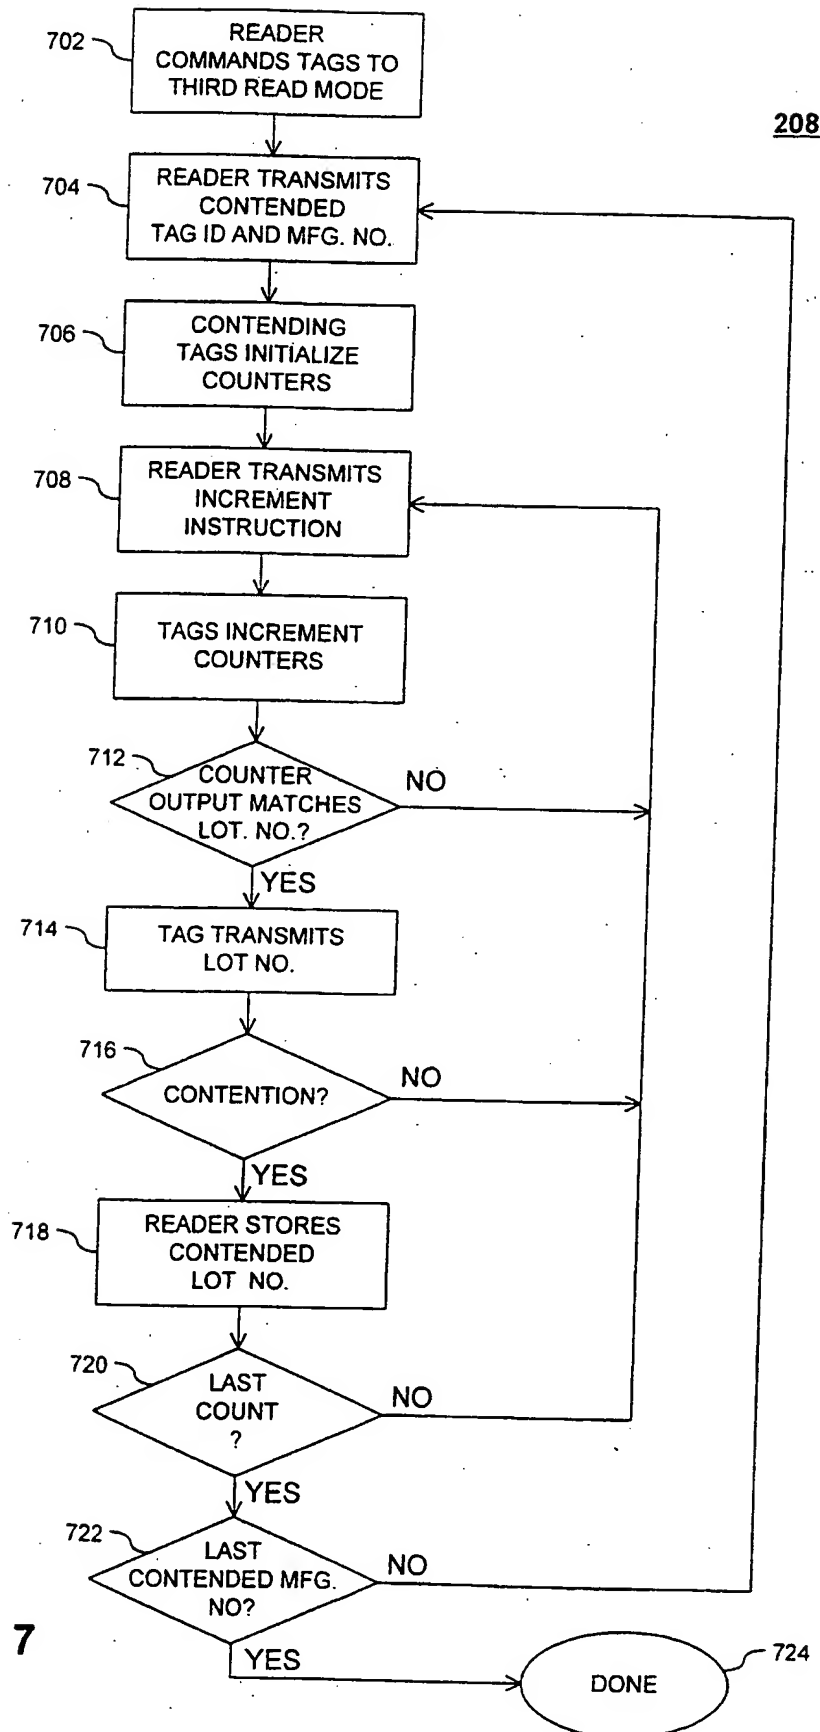 702
READER
COMMANDS TAGS TO
THIRD READ MODE
208
704
READER TRANSMITS
CONTENDED
TAG ID AND MFG. NO.
706
CONTENDING
TAGS INITIALIZE
COUNTERS
708
READER TRANSMITS
INCREMENT
INSTRUCTION
710
TAGS INCREMENT
COUNTERS
712
COUNTER
OUTPUT MATCHES
LOT. NO.?
NO
YES
714
TAG TRANSMITS
LOT NO.
716
CONTENTION?
NO
YES
718
READER STORES
CONTENDED
LOT NO.
720
LAST
COUNT
?
NO
YES
722
LAST
CONTENDED MFG.
NO?
NO
YES
7
724
DONE